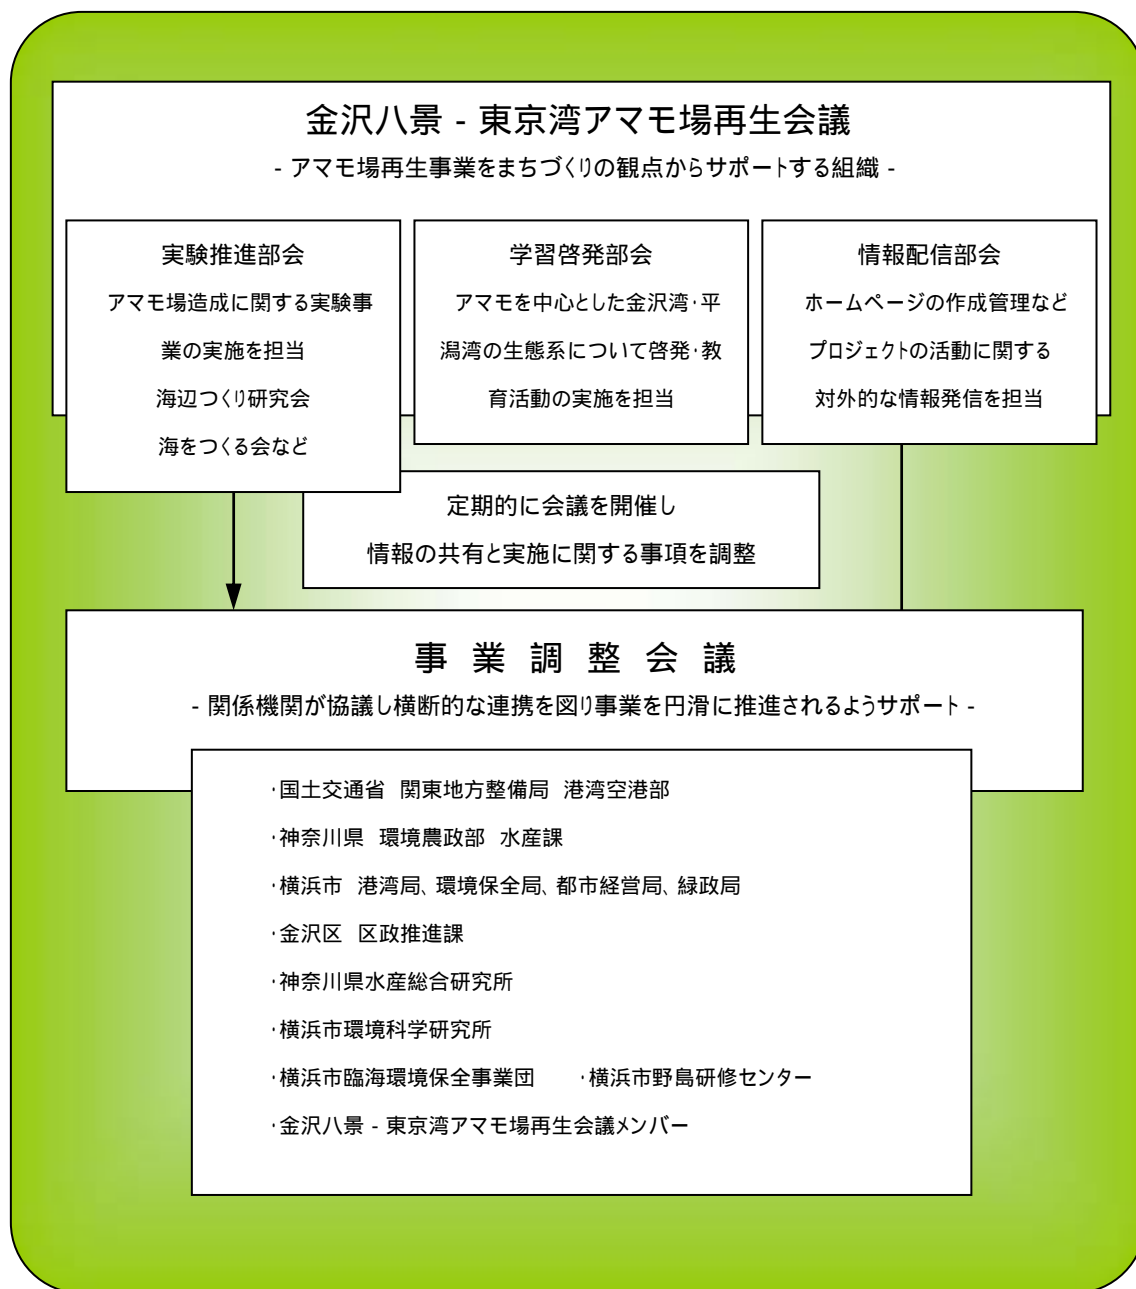 金沢八景 - 東京湾アマモ場再生会議
- アマモ場再生事業をまちづくりの観点からサポートする組織 -
実験推進部会
アマモ場造成に関する実験事
業の実施を担当
海辺つくり研究会
海をつくる会など
学習啓発部会
アマモを中心とした金沢湾・平
潟湾の生態系について啓発・教
育活動の実施を担当
情報配信部会
ホームページの作成管理など
プロジェクトの活動に関する
対外的な情報発信を担当
定期的に会議を開催し
情報の共有と実施に関する事項を調整
事 業 調 整 会 議
- 関係機関が協議し横断的な連携を図り事業を円滑に推進されるようサポート -
・国土交通省 関東地方整備局 港湾空港部
・神奈川県 環境農政部 水産課
・横浜市 港湾局、環境保全局、都市経営局、緑政局
・金沢区 区政推進課
・神奈川県水産総合研究所
・横浜市環境科学研究所
・横浜市臨海環境保全事業団 ・横浜市野島研修センター
・金沢八景 - 東京湾アマモ場再生会議メンバー